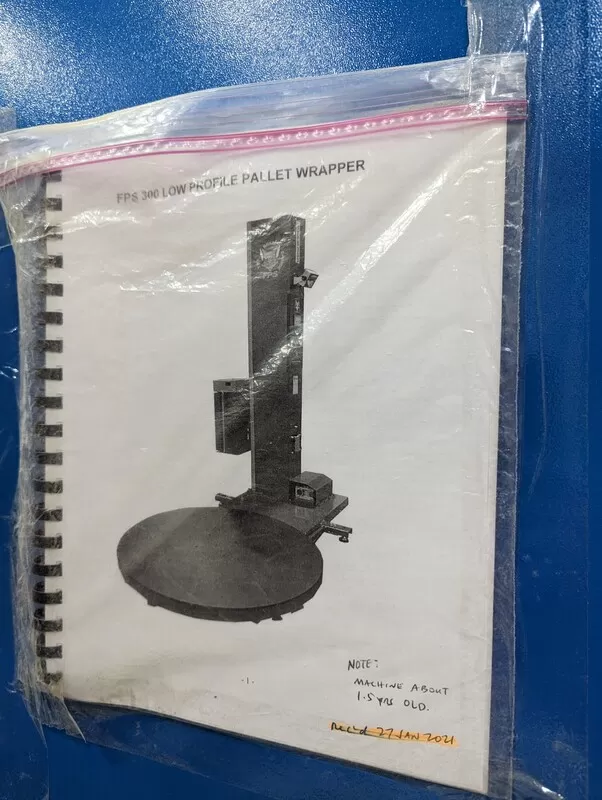 FPS 300 LOW PROFILE PALLET WRAPPER
-1.
NOTE:
MACHINE ABOUT
1.5 YRS OLD.
Rec'd 27 JAN 2021